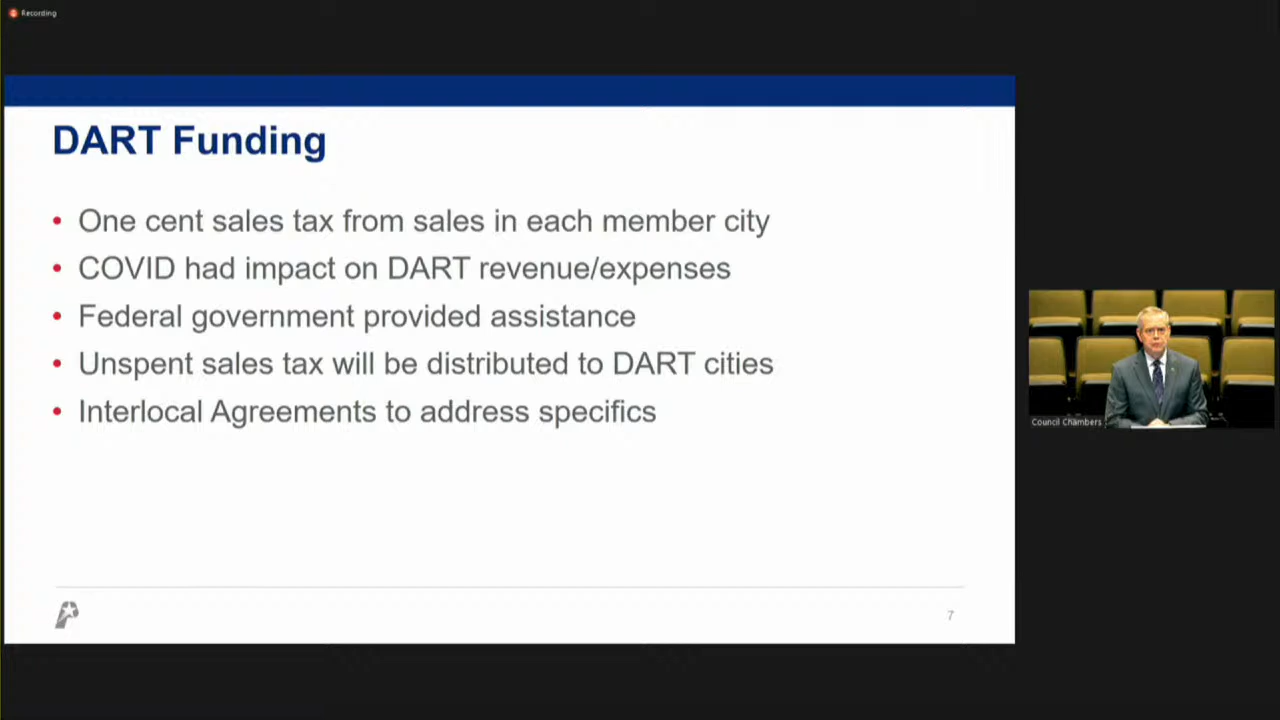 Recording
DART Funding
• One cent sales tax from sales in each member city
• COVID had impact on DART revenue/expenses
• Federal government provided assistance
• Unspent sales tax will be distributed to DART cities
• Interlocal Agreements to address specifics
Council Chambers
7